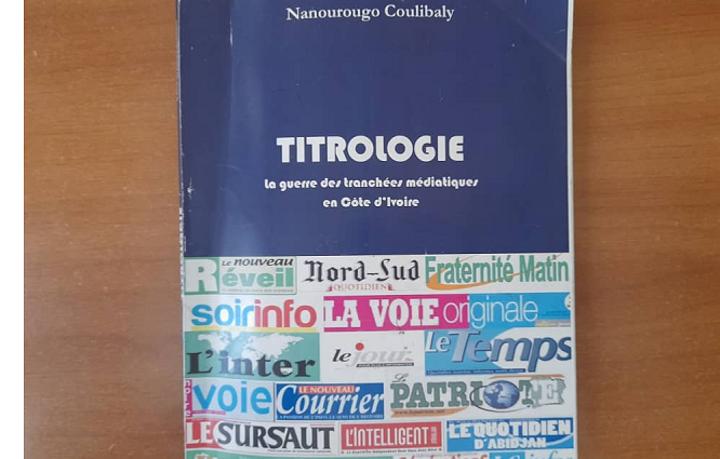 Nanourougo Coulibaly
TITROLOGIE
La guerre des tranchées médiatiques
en Côte d'Ivoire
Le nouveau
Réveil
Nord-Sud
QUOTIDIEN
Fraternité Matin
soirinfo
LA VOIE originale
L'inter
le jour
Le Temps
voie
LE NOUVEAU
Courrier
Le
PATRIOTE
LE SURSAUT
L'INTELLIGENT
LE QUOTIDIEN
D'ABIDJAN